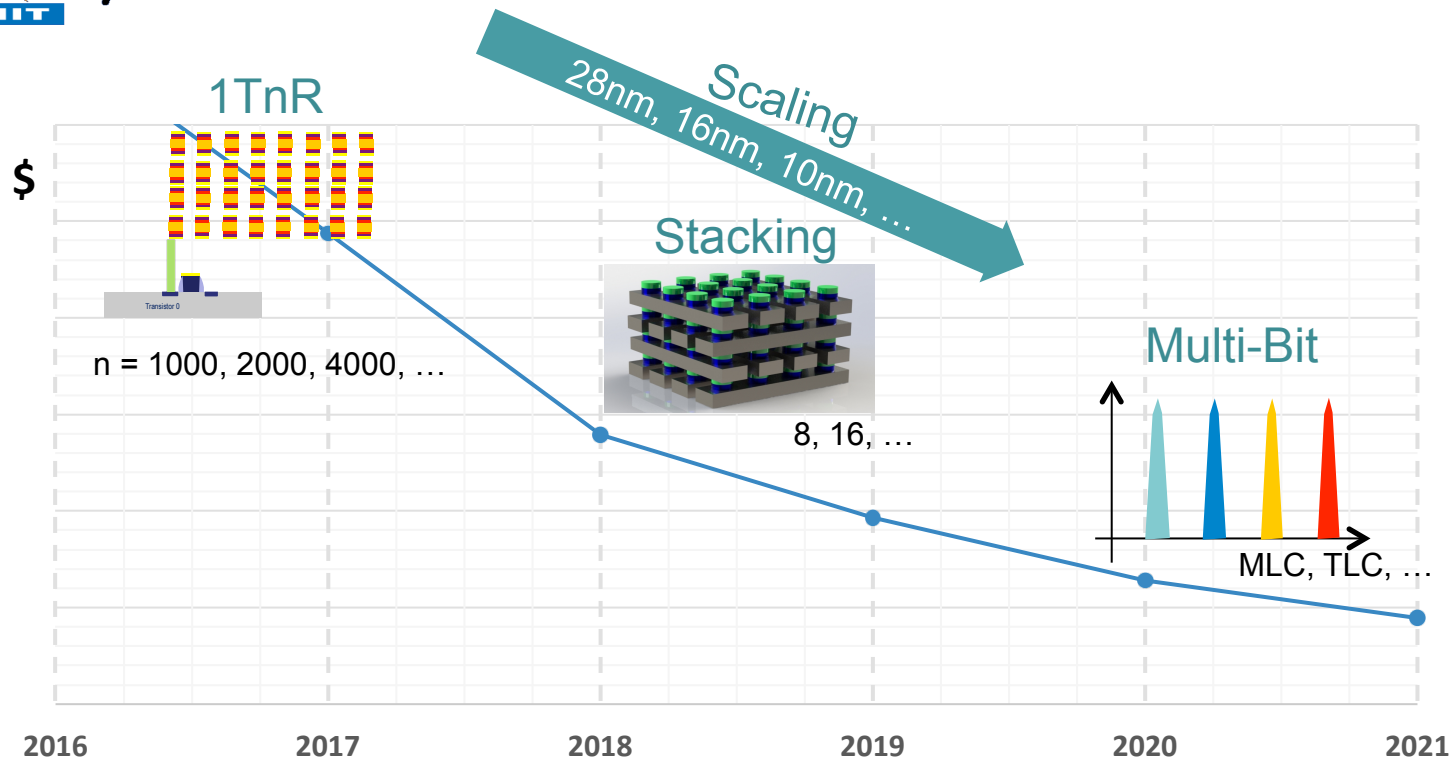 1TnR
Scaling
28nm, 16nm, 10nm, …
$
Stacking
Transistor 0
n = 1000, 2000, 4000, …
Multi-Bit
8, 16, …
MLC, TLC, …
2016 2017 2018 2019 2020 2021